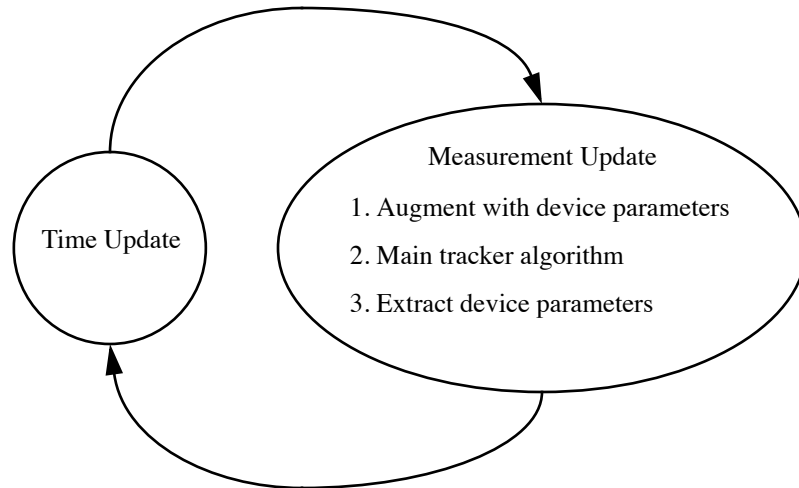 Measurement Update
1. Augment with device parameters
Time Update
2. Main tracker algorithm
3. Extract device parameters